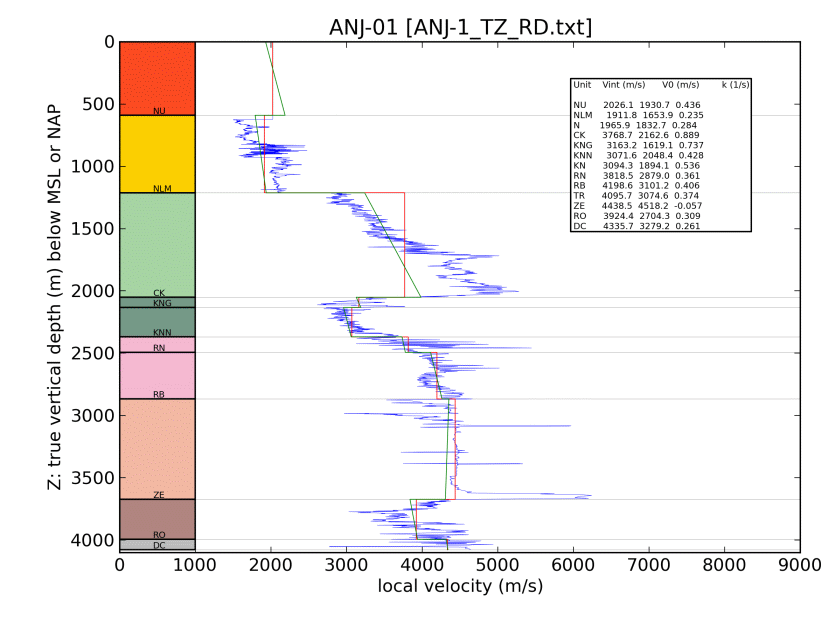 ANJ-01 [ANJ-1_TZ_RD.txt]
Z: true vertical depth (m) below MSL or NAP
0
500
1000
1500
2000
2500
3000
3500
4000
NU
NLM
CK
KNG
KNN
RN
RB
ZE
RO
DC
Unit Vint (m/s) V0 (m/s) k (1/s)
NU 2026.1 1930.7 0.436
NLM 1911.8 1653.9 0.235
N 1965.9 1832.7 0.284
CK 3768.7 2162.6 0.889
KNG 3163.2 1619.1 0.737
KNN 3071.6 2048.4 0.428
KN 3094.3 1894.1 0.536
RN 3818.5 2879.0 0.361
RB 4198.6 3101.2 0.406
TR 4095.7 3074.6 0.374
ZE 4438.5 4518.2 -0.057
RO 3924.4 2704.3 0.309
DC 4335.7 3279.2 0.261
0 1000 2000 3000 4000 5000 6000 7000 8000 9000
local velocity (m/s)